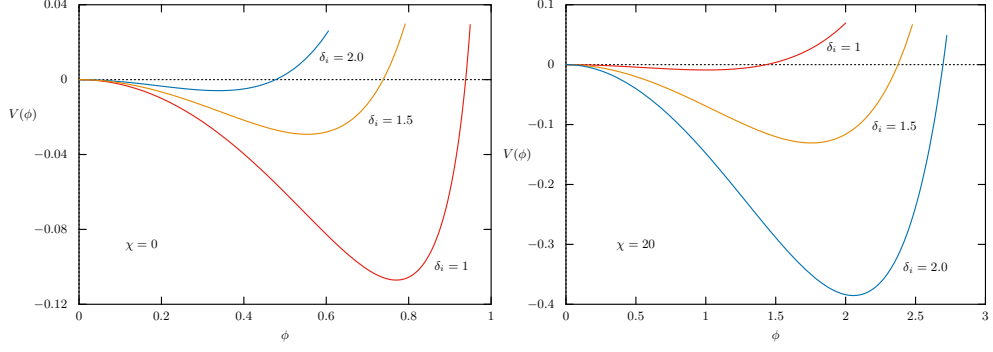 0.04
0
−0.04
−0.08
−0.12
V(ϕ)
0
0.2
0.4
0.6
0.8
1
ϕ
χ = 0
δᵢ = 2.0
δᵢ = 1.5
δᵢ = 1
0.1
0
−0.1
−0.2
−0.3
−0.4
V(ϕ)
0
0.5
1
1.5
2
2.5
3
ϕ
χ = 20
δᵢ = 1
δᵢ = 1.5
δᵢ = 2.0